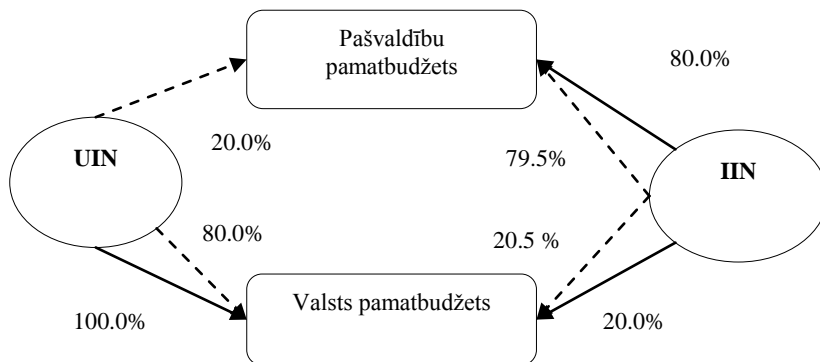 Pašvaldību
pamatbudžets
80.0%
20.0%
UIN
79.5%
IIN
80.0%
20.5 %
Valsts pamatbudžets
100.0%
20.0%